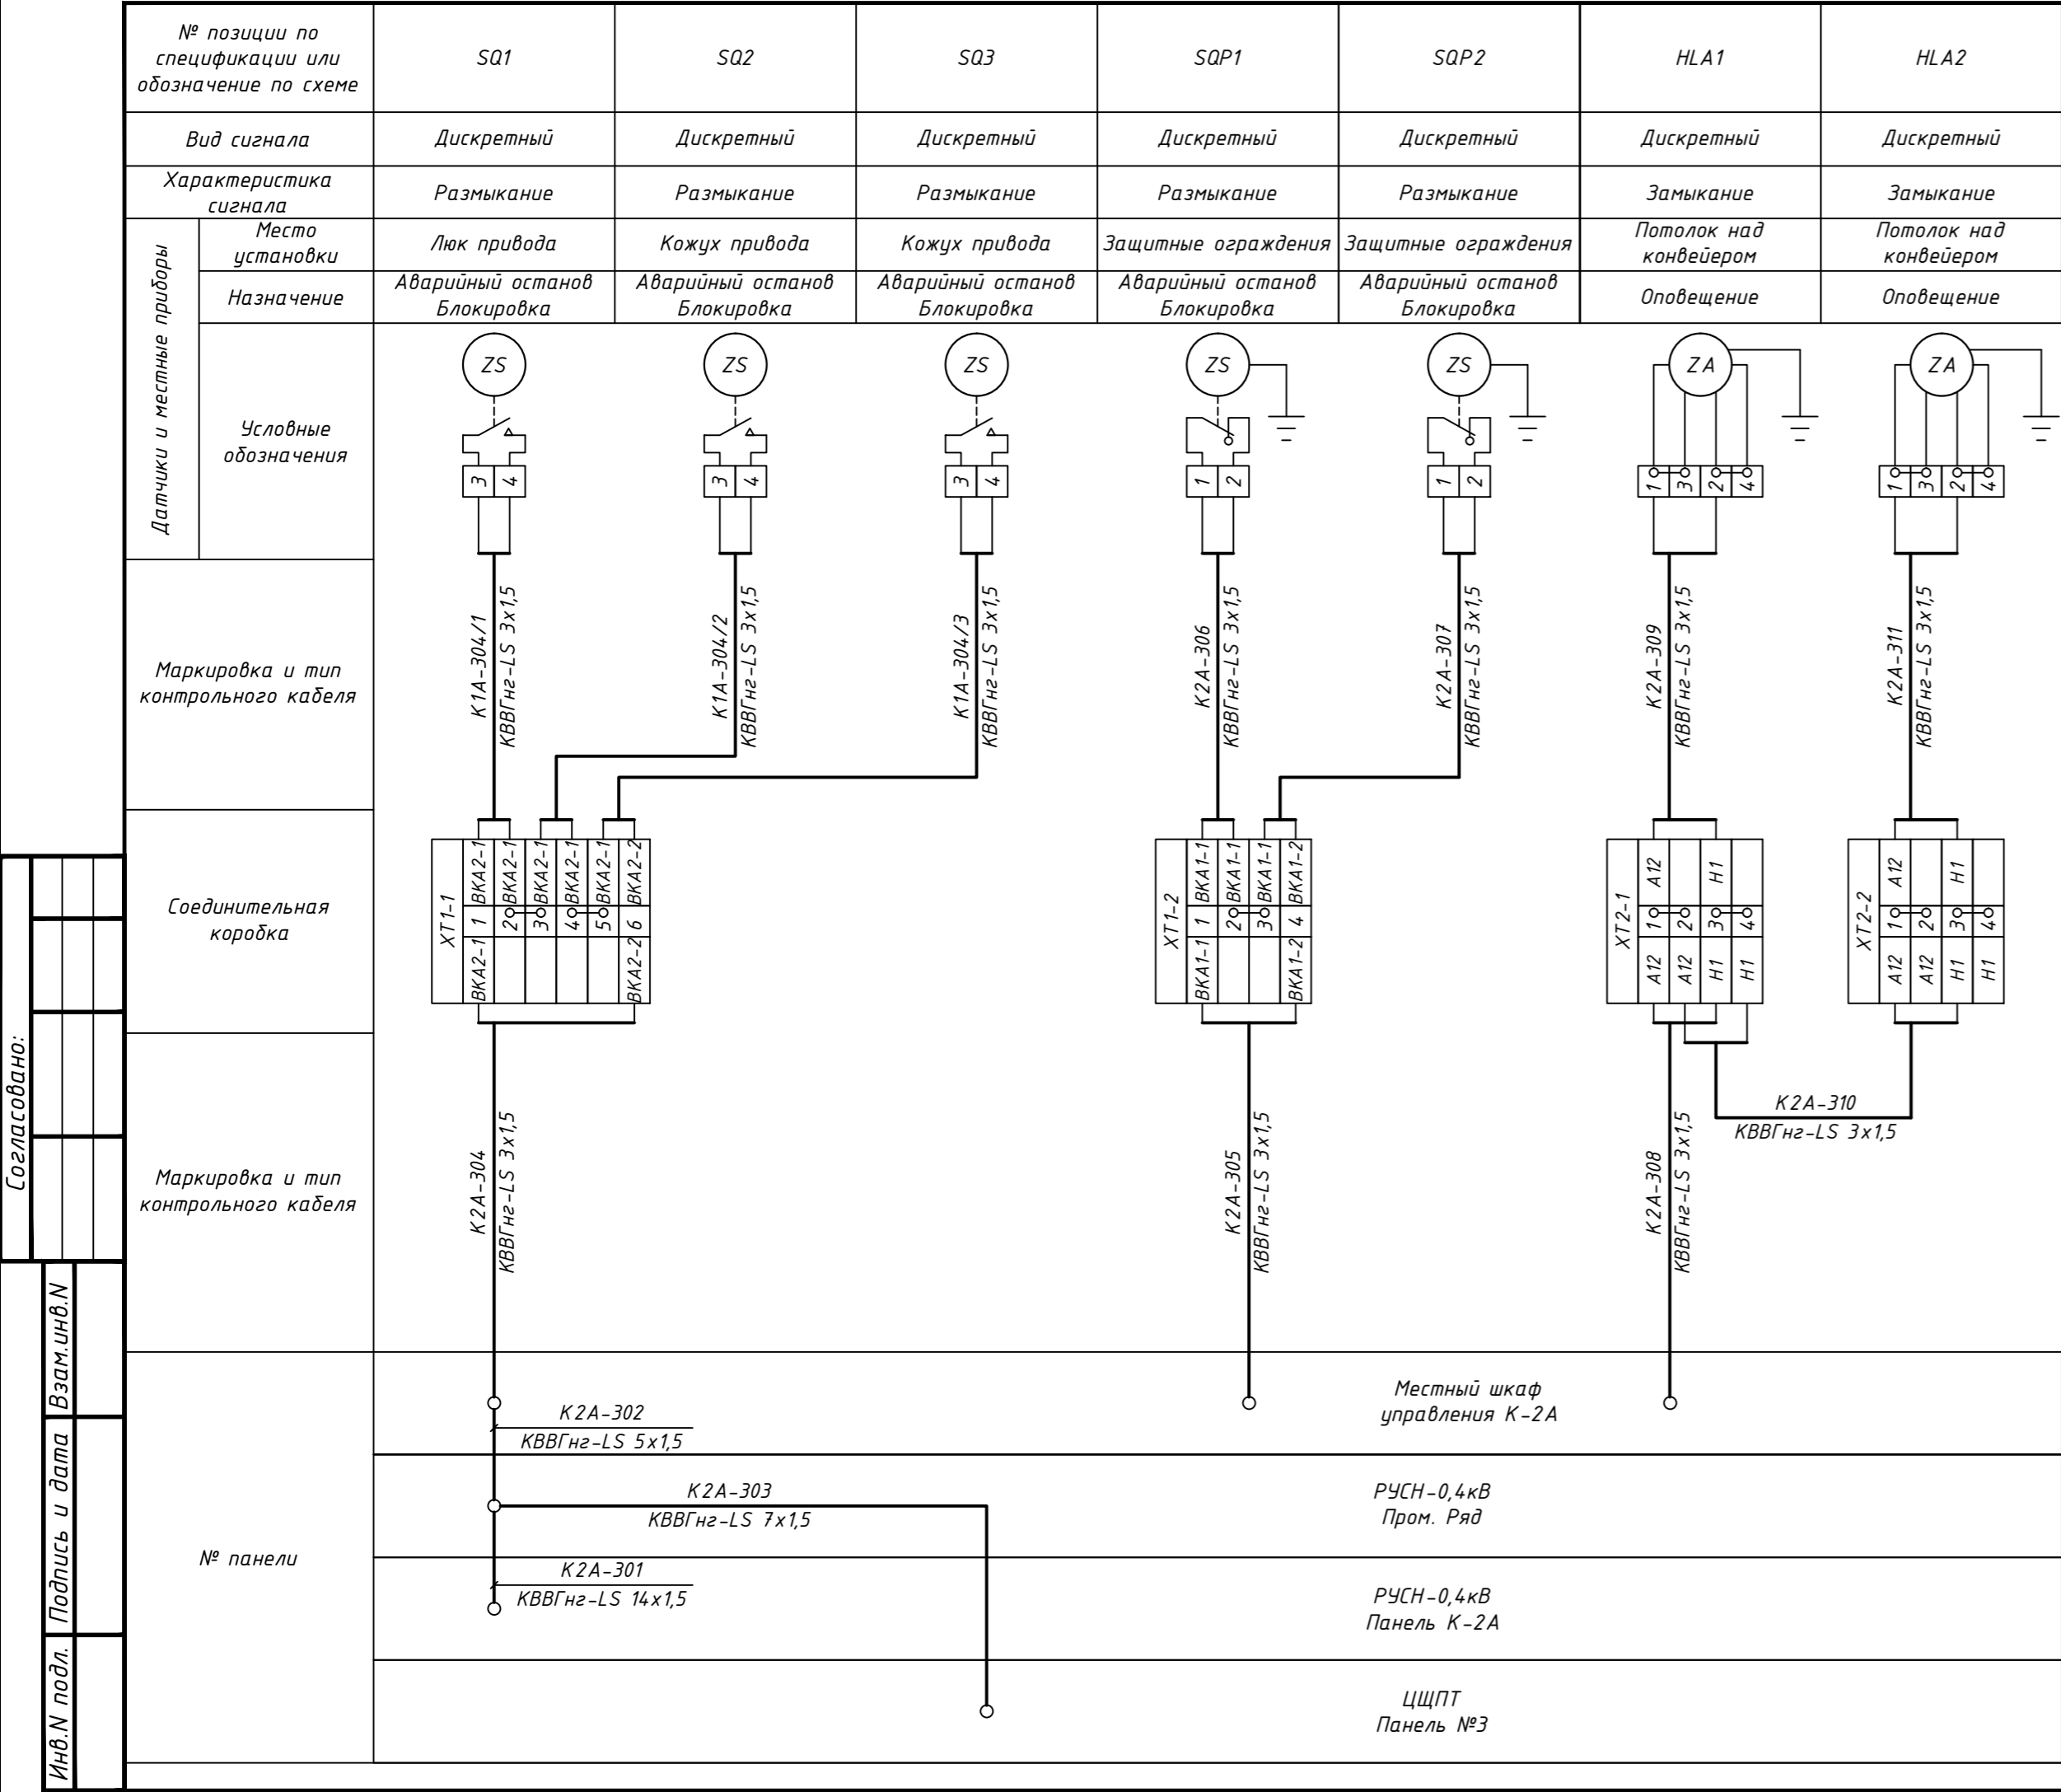 № позиции по
спецификации или
обозначение по схеме
SQ1
SQ2
SQ3
SQP1
SQP2
HLA1
HLA2
Вид сигнала
Дискретный
Дискретный
Дискретный
Дискретный
Дискретный
Дискретный
Дискретный
Характеристика
сигнала
Размыкание
Размыкание
Размыкание
Размыкание
Размыкание
Замыкание
Замыкание
Датчики и местные приборы
Место
установки
Люк привода
Кожух привода
Кожух привода
Защитные ограждения
Защитные ограждения
Потолок над
конвейером
Потолок над
конвейером
Назначение
Аварийный останов
Блокировка
Аварийный останов
Блокировка
Аварийный останов
Блокировка
Аварийный останов
Блокировка
Аварийный останов
Блокировка
Оповещение
Оповещение
Условные
обозначения
ZS
ZS
ZS
ZS
ZS
ZA
ZA
3
4
3
4
3
4
1
2
1
2
1
3
2
4
1
3
2
4
Маркировка и тип
контрольного кабеля
К1А-304/1
КВВГнг-LS 3х1,5
К1А-304/2
КВВГнг-LS 3х1,5
К1А-304/3
КВВГнг-LS 3х1,5
К2А-306
КВВГнг-LS 3х1,5
К2А-307
КВВГнг-LS 3х1,5
К2А-309
КВВГнг-LS 3х1,5
К2А-311
КВВГнг-LS 3х1,5
Соединительная
коробка
XT1-1
ВКА2-1
ВКА2-1
ВКА2-1
ВКА2-1
ВКА2-1
ВКА2-2
1
2
3
4
5
6
ВКА2-1
ВКА2-2
XT1-2
ВКА1-1
ВКА1-1
ВКА1-1
ВКА1-2
1
2
3
4
ВКА1-1
ВКА1-2
XT2-1
А12
Н1
1
2
3
4
А12
А12
Н1
Н1
XT2-2
А12
Н1
1
2
3
4
А12
А12
Н1
Н1
Маркировка и тип
контрольного кабеля
К2А-304
КВВГнг-LS 3х1,5
К2А-305
КВВГнг-LS 3х1,5
К2А-308
КВВГнг-LS 3х1,5
К2А-310
КВВГнг-LS 3х1,5
№ панели
К2А-302
КВВГнг-LS 5х1,5
Местный шкаф
управления К-2А
К2А-303
КВВГнг-LS 7х1,5
РУСН-0,4кВ
Пром. Ряд
К2А-301
КВВГнг-LS 14х1,5
РУСН-0,4кВ
Панель К-2А
ЦЩПТ
Панель №3
Согласовано:
Взам.инв.N
Подпись и дата
Инв.N подл.